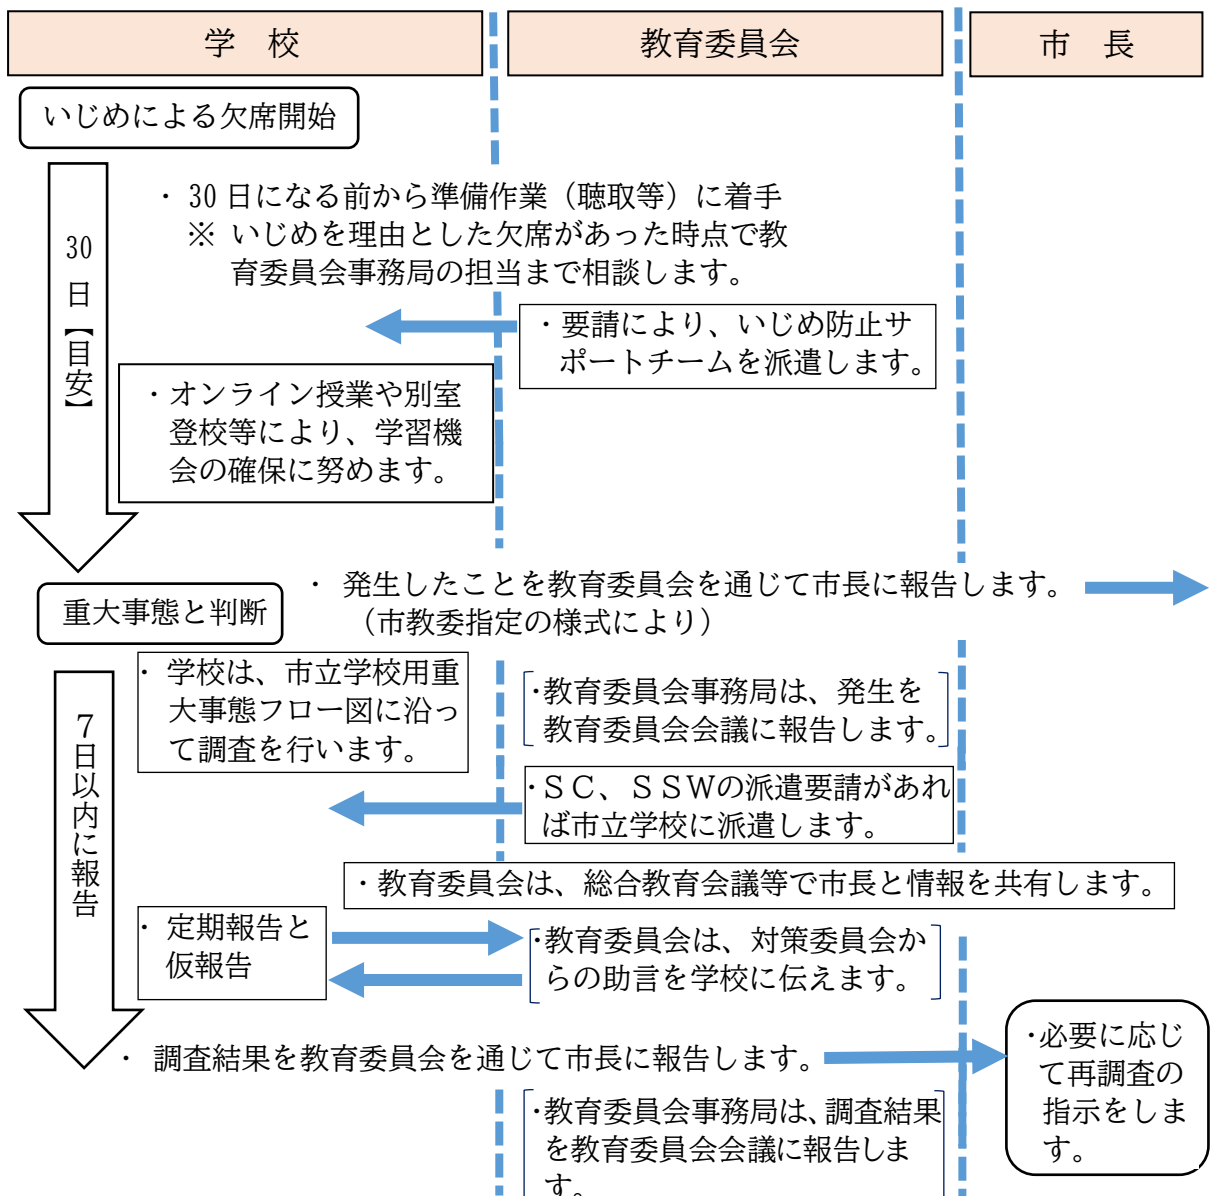 学　校
教育委員会
市　長
いじめによる欠席開始
30日【目安】
・ 30日になる前から準備作業（聴取等）に着手
※ いじめを理由とした欠席があった時点で教
育委員会事務局の担当まで相談します。
・要請により、いじめ防止サ
ポートチームを派遣します。
・オンライン授業や別室
登校等により、学習機
会の確保に努めます。
重大事態と判断
・ 発生したことを教育委員会を通じて市長に報告します。
（市教委指定の様式により）
7日以内に報告
・ 学校は、市立学校用重
大事態フロー図に沿っ
て調査を行います。
・教育委員会事務局は、発生を
教育委員会会議に報告します。
・ＳＣ、ＳＳＷの派遣要請があれ
ば市立学校に派遣します。
・教育委員会は、総合教育会議等で市長と情報を共有します。
・ 定期報告と
仮報告
・教育委員会は、対策委員会か
らの助言を学校に伝えます。
・ 調査結果を教育委員会を通じて市長に報告します。
・必要に応じ
て再調査の
指示をしま
す。
・教育委員会事務局は、調査結果
を教育委員会会議に報告しま
す。